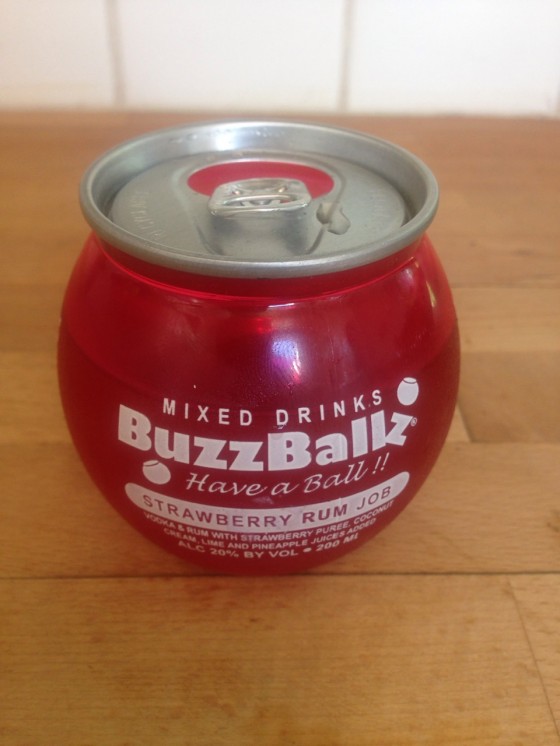 MIXED DRINKS
BuzzBallz®
Have a Ball !!
STRAWBERRY RUM JOB
VODKA & RUM WITH STRAWBERRY PUREE, COCONUT
CREAM, LIME AND PINEAPPLE JUICES ADDED
ALC 20% BY VOL • 200 Ml